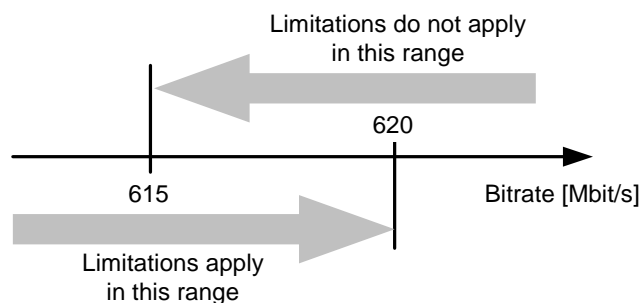 Limitations do not apply
in this range
620
615
Bitrate [Mbit/s]
Limitations apply
in this range